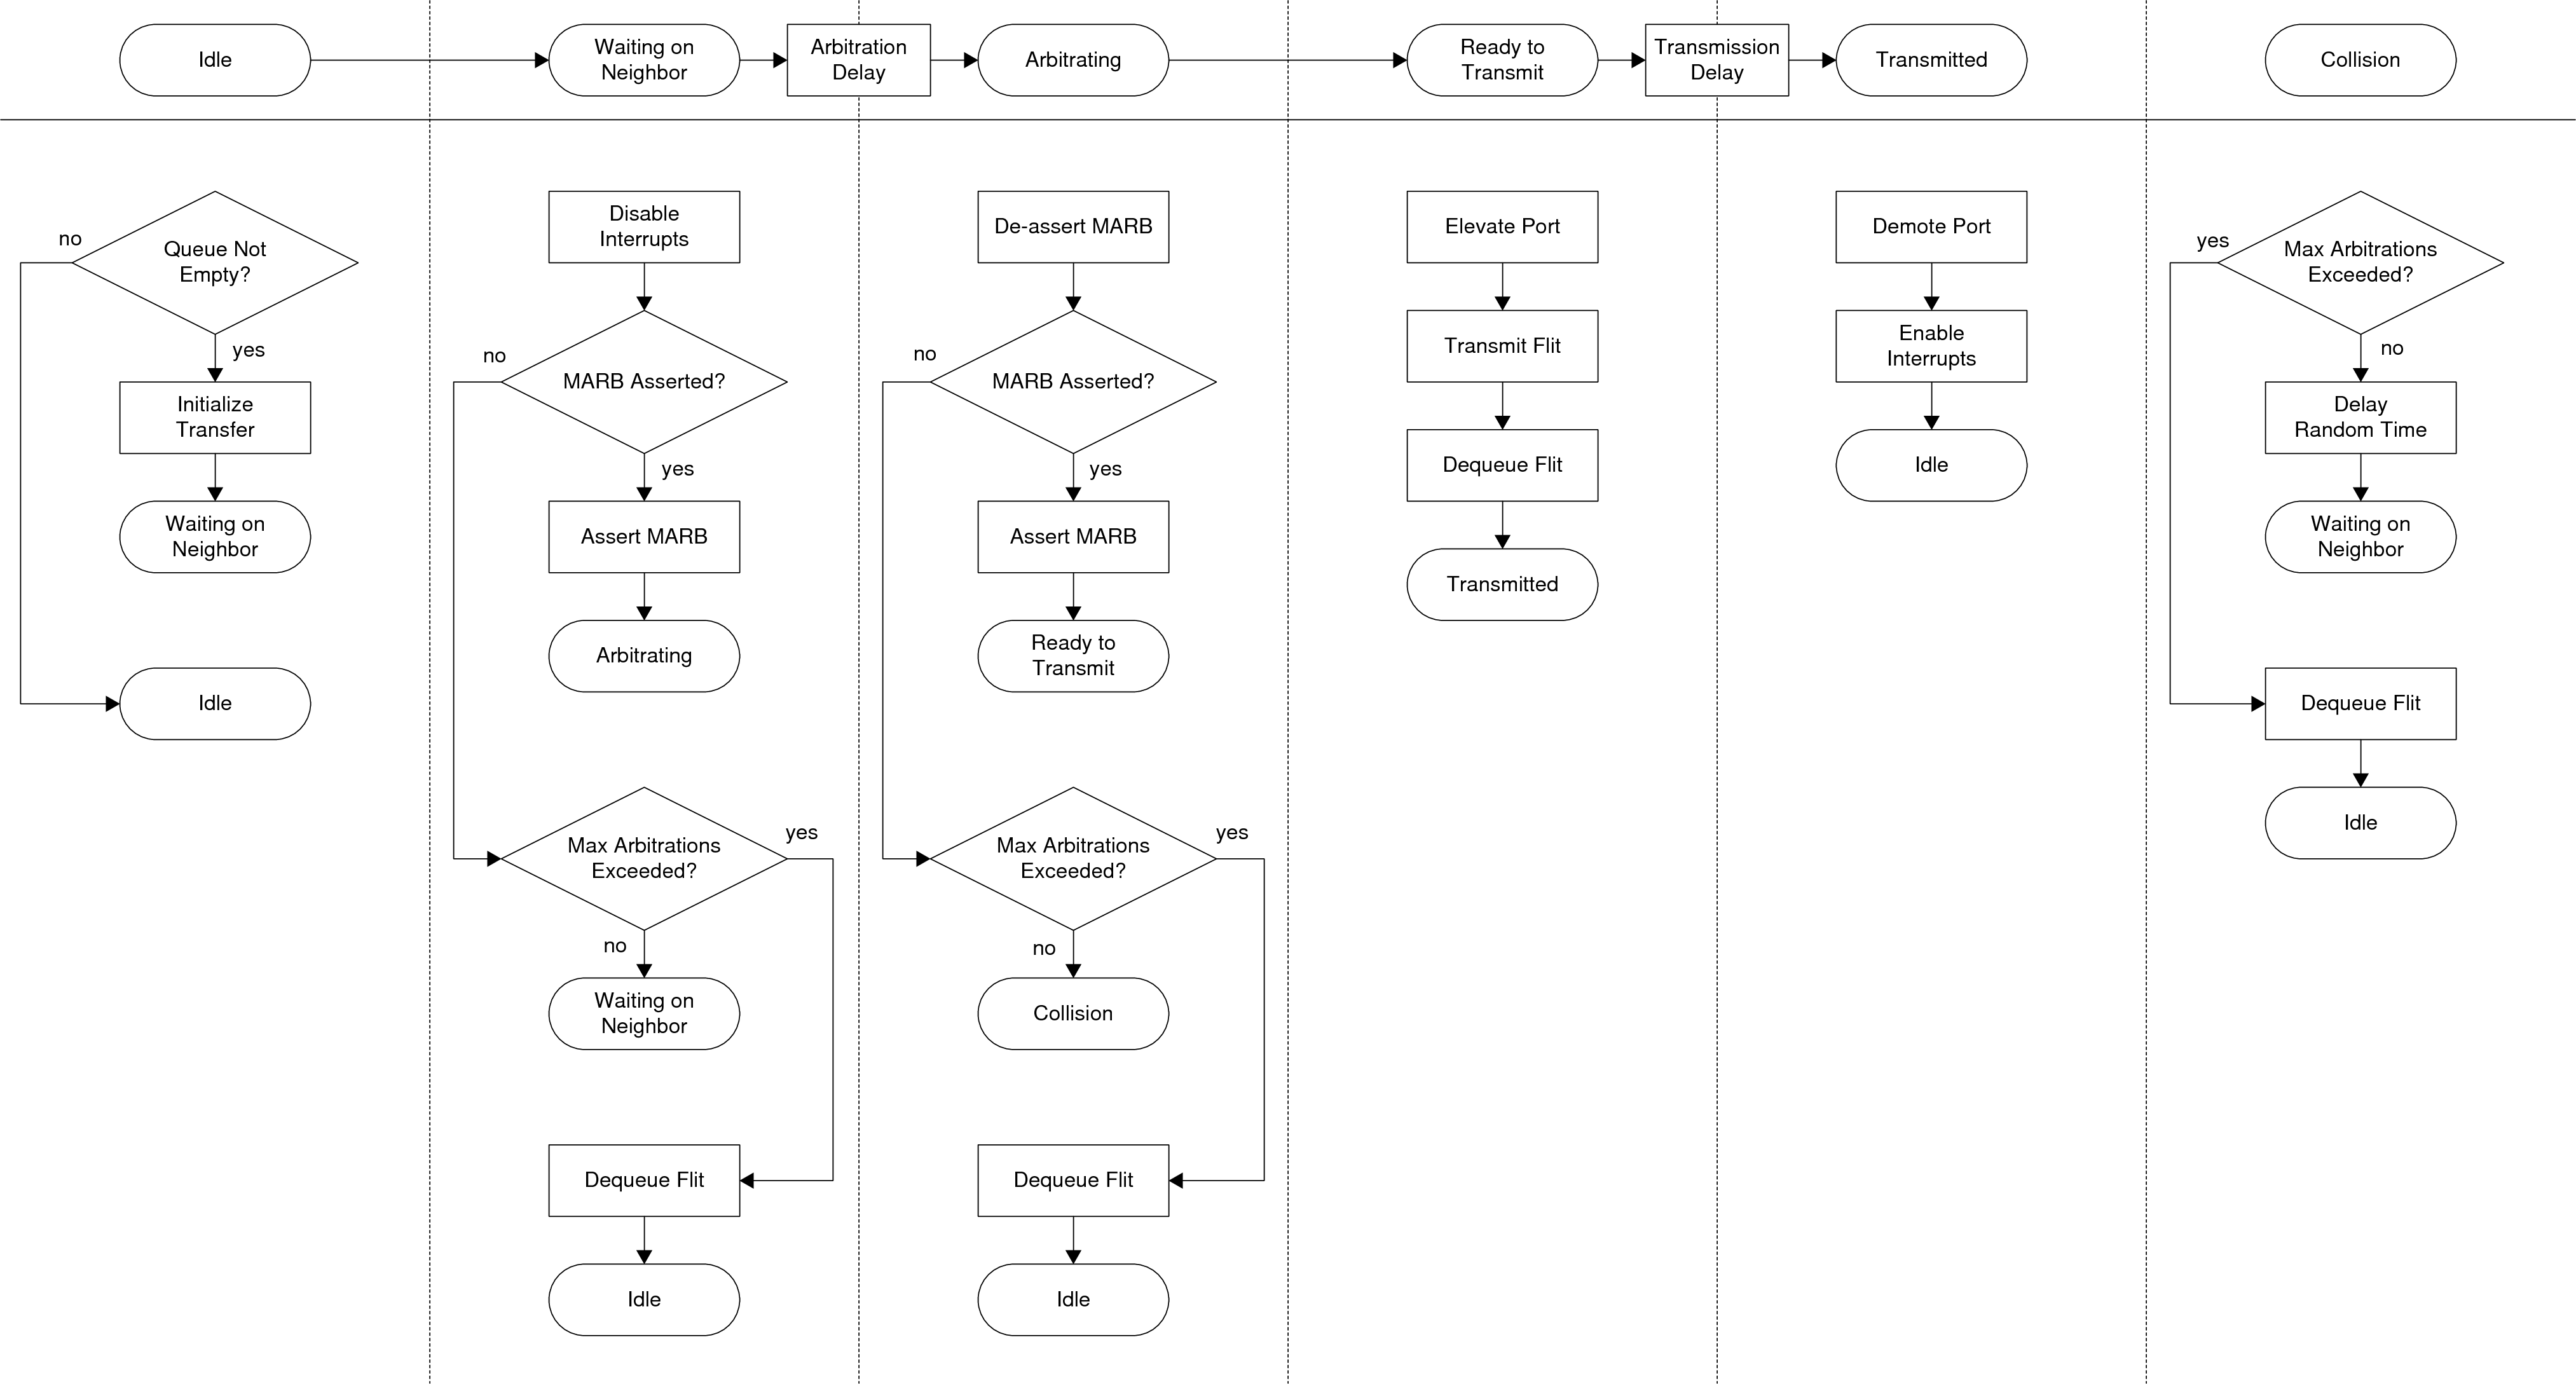 Idle
Waiting on
Neighbor
Arbitration
Delay
Arbitrating
Ready to
Transmit
Transmission
Delay
Transmitted
Collision
no
Queue Not
Empty?
yes
Initialize
Transfer
Waiting on
Neighbor
Idle
Disable
Interrupts
no
MARB Asserted?
yes
Assert MARB
Arbitrating
Max Arbitrations
Exceeded?
yes
no
Waiting on
Neighbor
Dequeue Flit
Idle
De-assert MARB
no
MARB Asserted?
yes
Assert MARB
Ready to
Transmit
Max Arbitrations
Exceeded?
yes
no
Collision
Dequeue Flit
Idle
Elevate Port
Transmit Flit
Dequeue Flit
Transmitted
Demote Port
Enable
Interrupts
Idle
yes
Max Arbitrations
Exceeded?
no
Delay
Random Time
Waiting on
Neighbor
Dequeue Flit
Idle